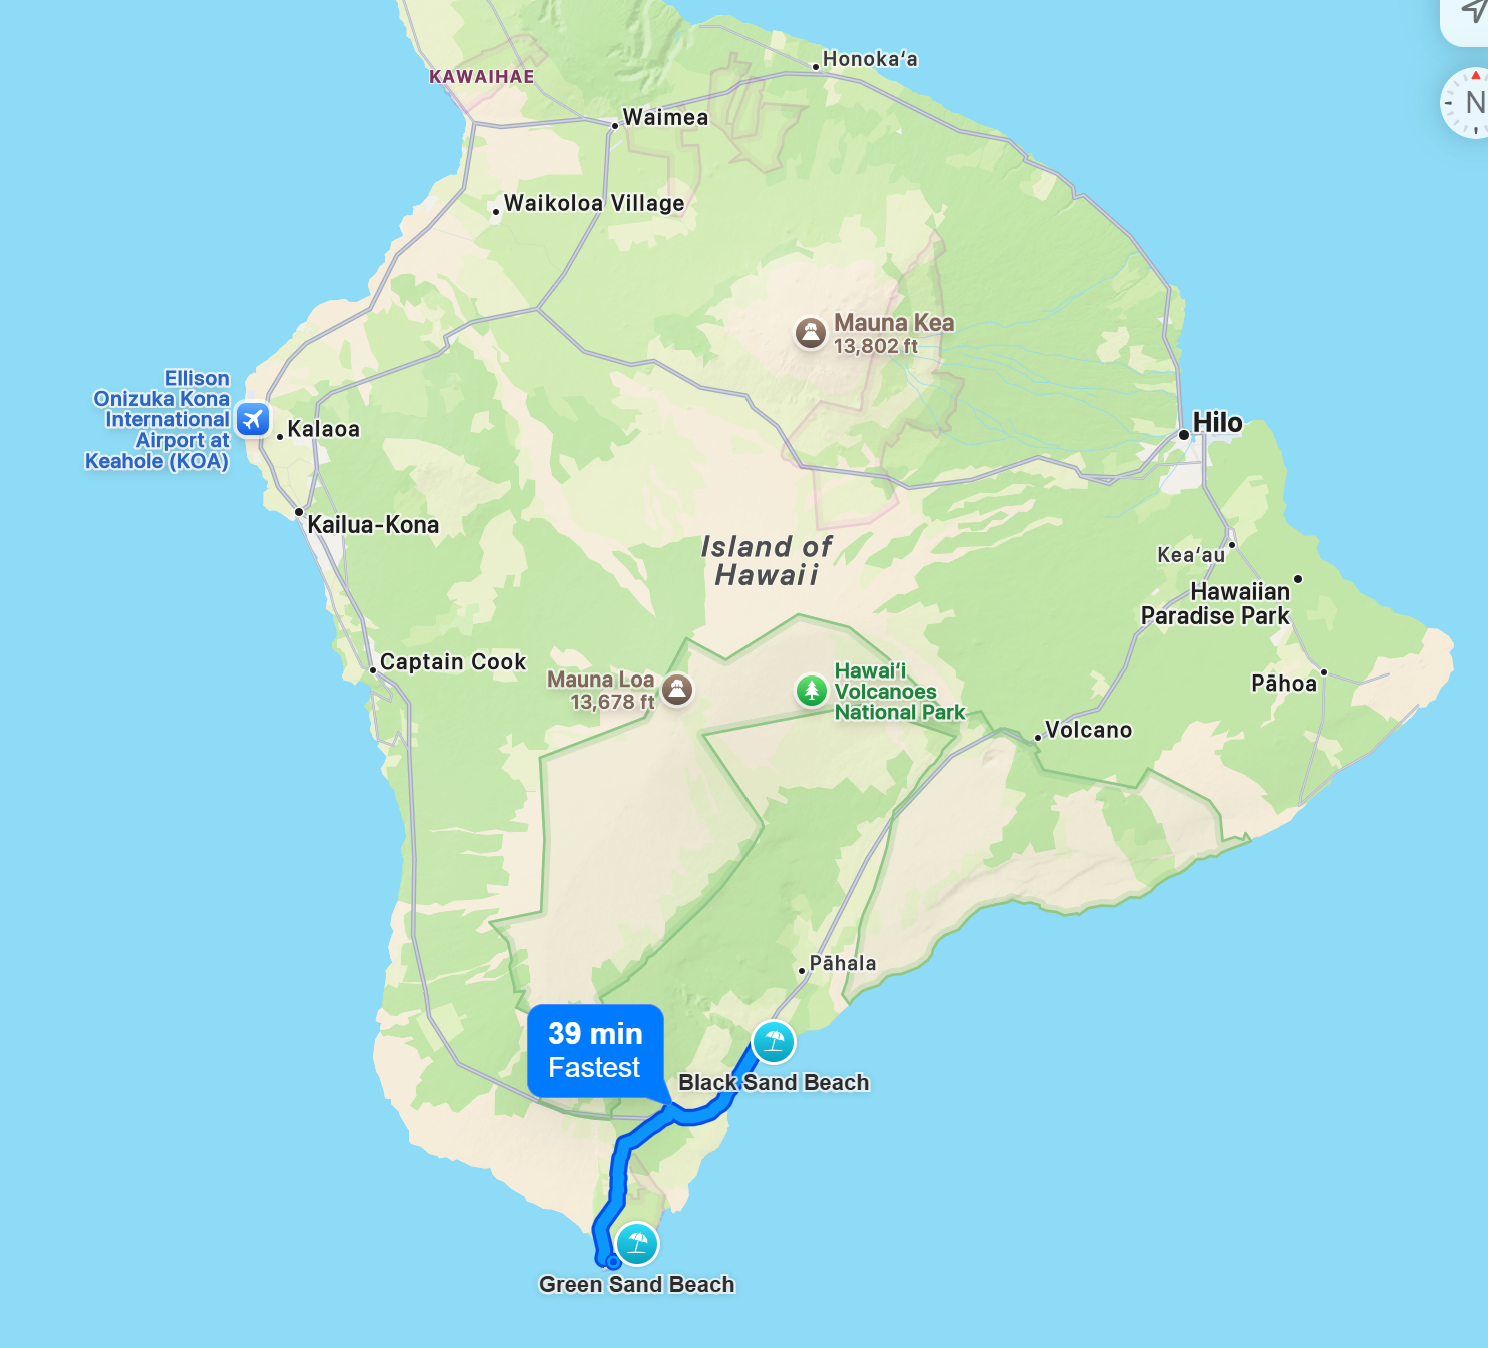 Honokaʻa
KAWAIHAE
N
Waimea
Waikoloa Village
Mauna Kea
13,802 ft
Ellison
Onizuka Kona
International
Airport at
Keahole (KOA)
Kalaoa
Hilo
Kailua-Kona
Island of
Hawaii
Keaʻau
Hawaiian
Paradise Park
Captain Cook
Mauna Loa
13,678 ft
Hawaiʻi
Volcanoes
National Park
Pāhoa
Volcano
Pāhala
39 min
Fastest
Black Sand Beach
Green Sand Beach